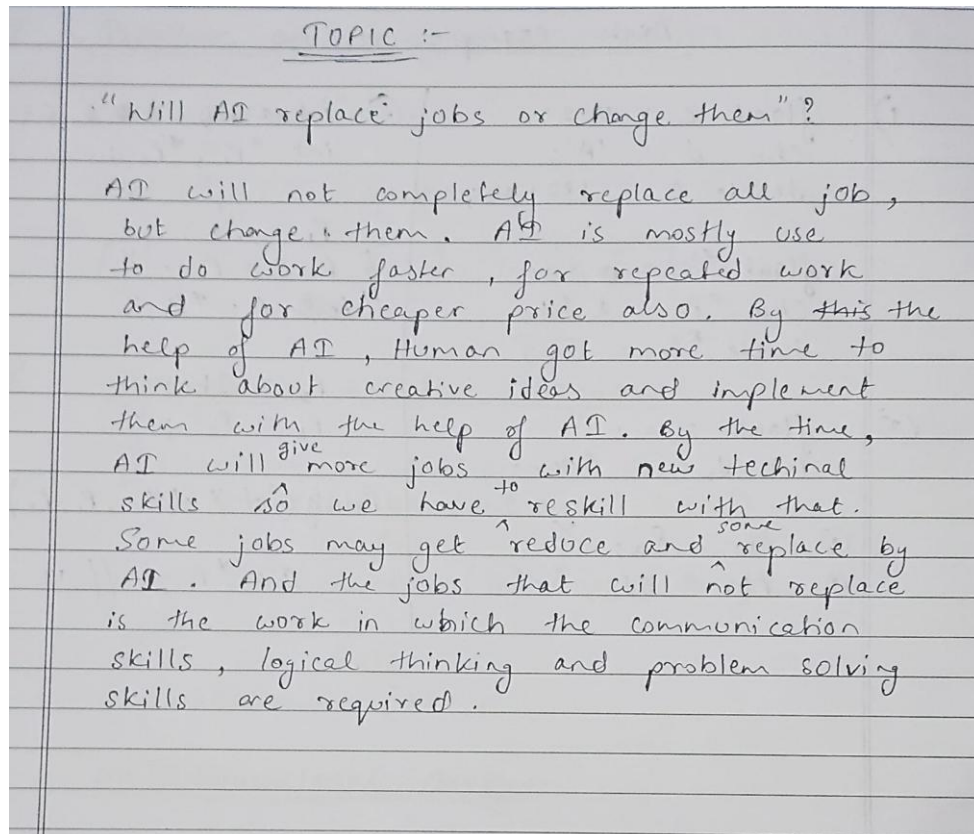 TOPIC :-
"Will AI replace jobs or change them"?
AI will not completely replace all job,
but change them. AI is mostly use
to do work faster, for repeated work
and for cheaper price also. By this the
help of AI, Human got more time to
think about creative ideas and implement
them with the help of AI. By the time,
AI will give more jobs with new techinal
skills so we have to reskill with that.
Some jobs may get reduce and some replace by
AI. And the jobs that will not replace
is the work in which the communication
skills, logical thinking and problem solving
skills are required.